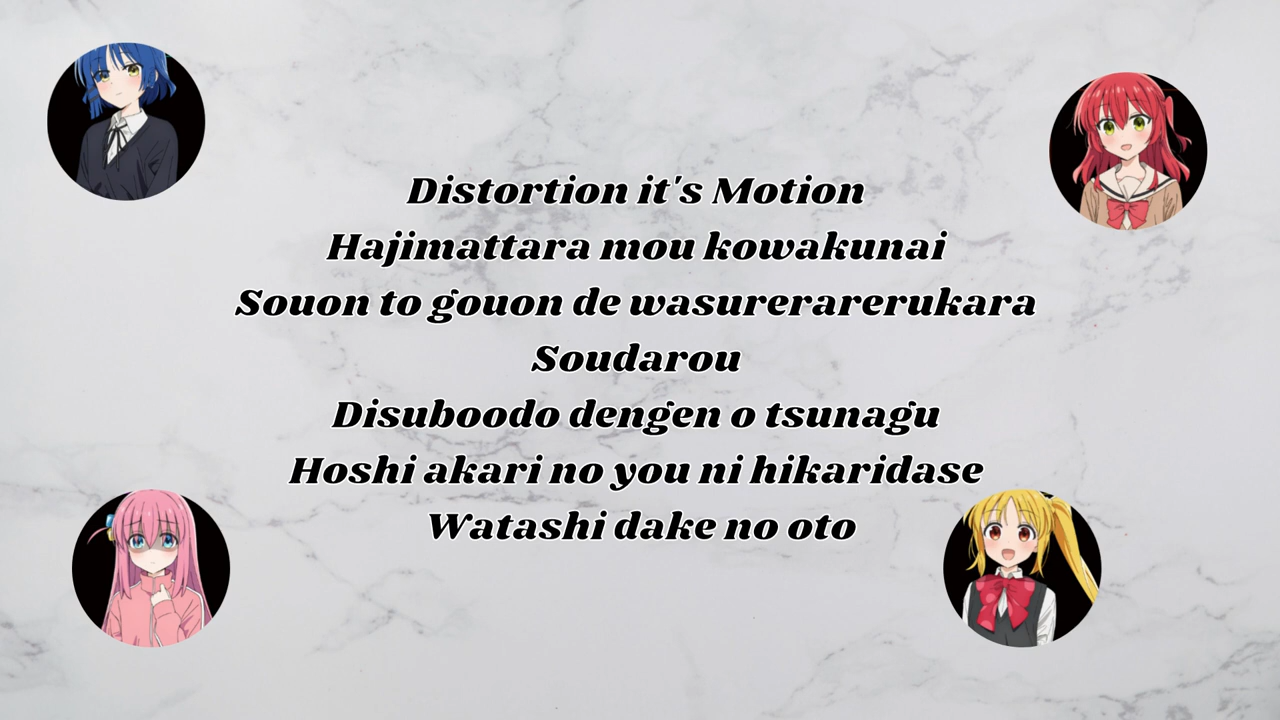 Distortion it's Motion
Hajimattara mou kowakunai
Souon to gouon de wasurerarerukara
Soudarou
Disuboodo dengen o tsunagu
Hoshi akari no you ni hikaridase
Watashi dake no oto